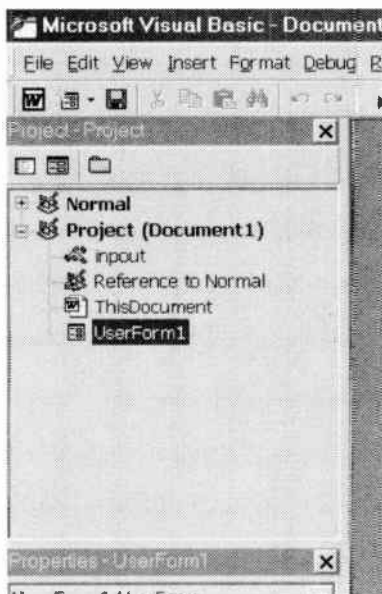 Microsoft Visual Basic - Document
File Edit View Insert Format Debug R
Project - Project
Normal
Project (Document1)
inpout
Reference to Normal
ThisDocument
UserForm1
Properties - UserForm1